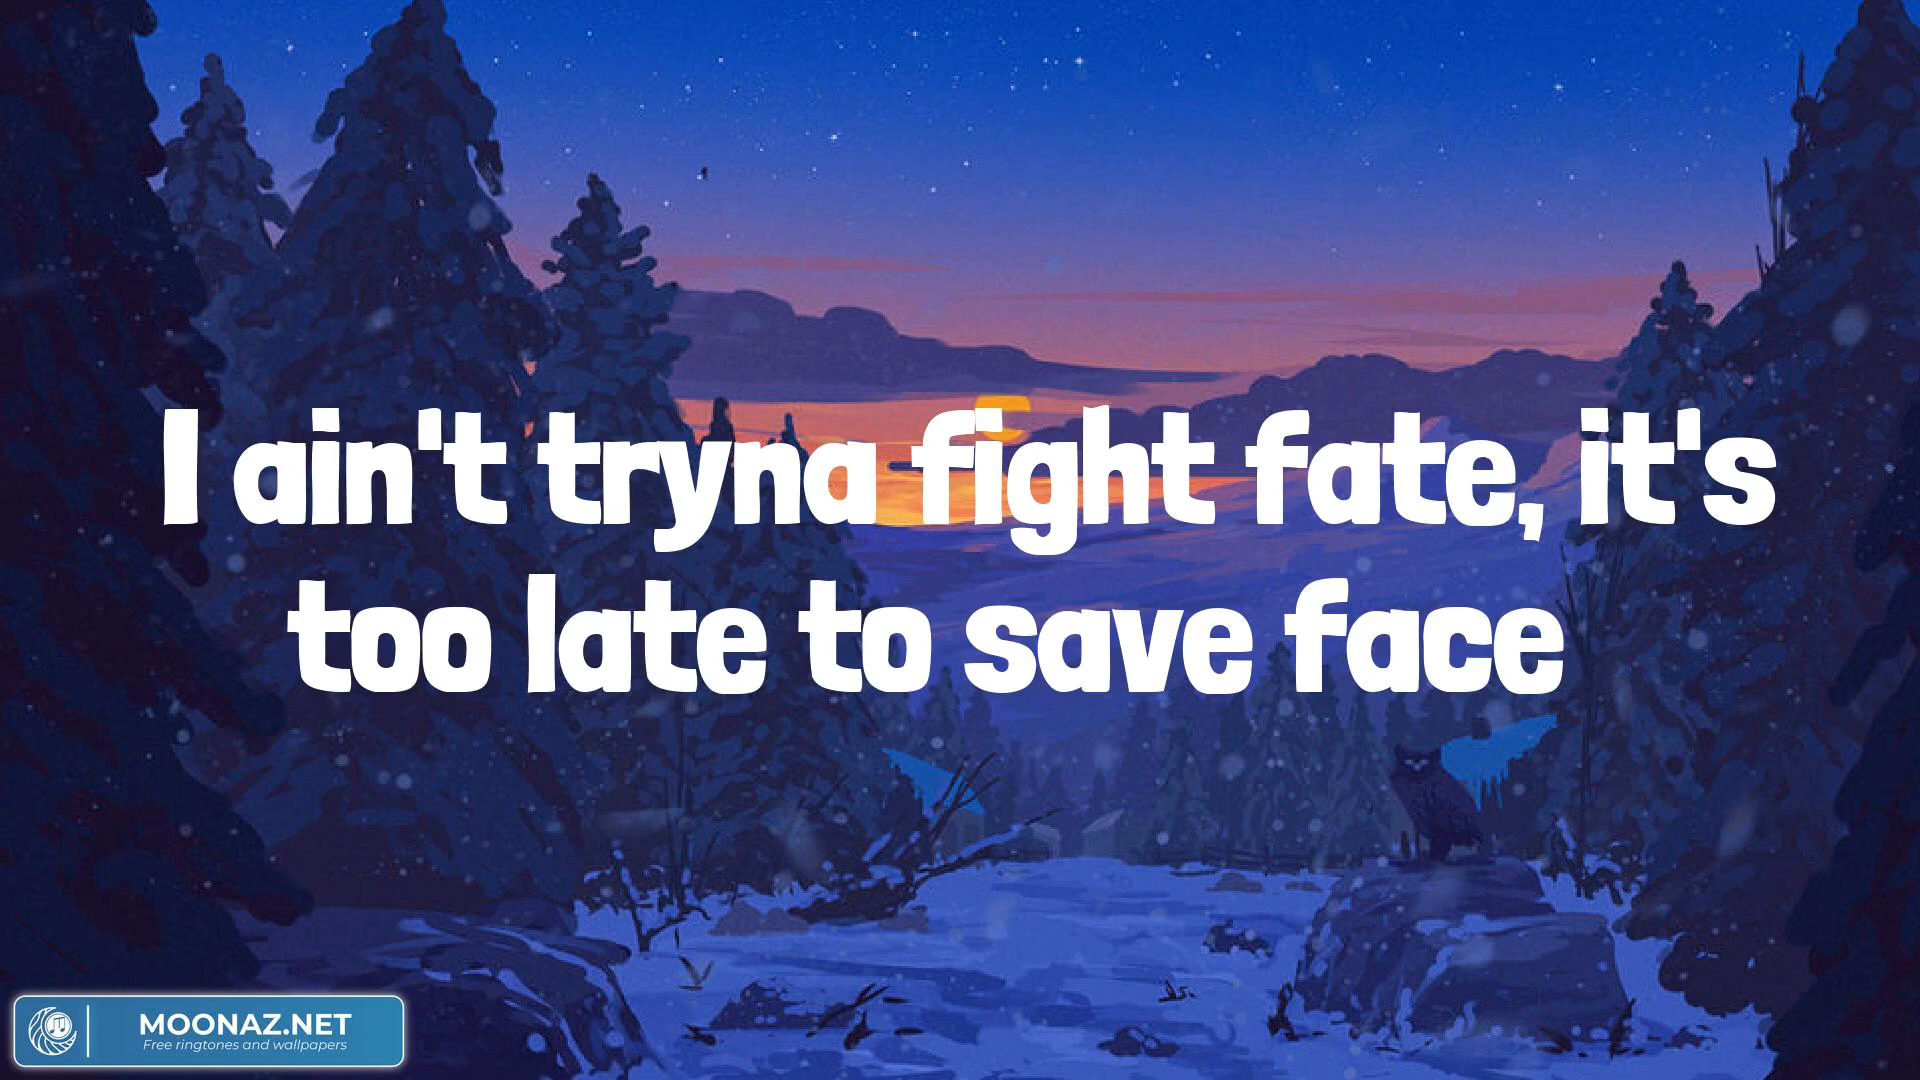 I ain't tryna fight fate, it's
too late to save face
MOONAZ.NET
Free ringtones and wallpapers